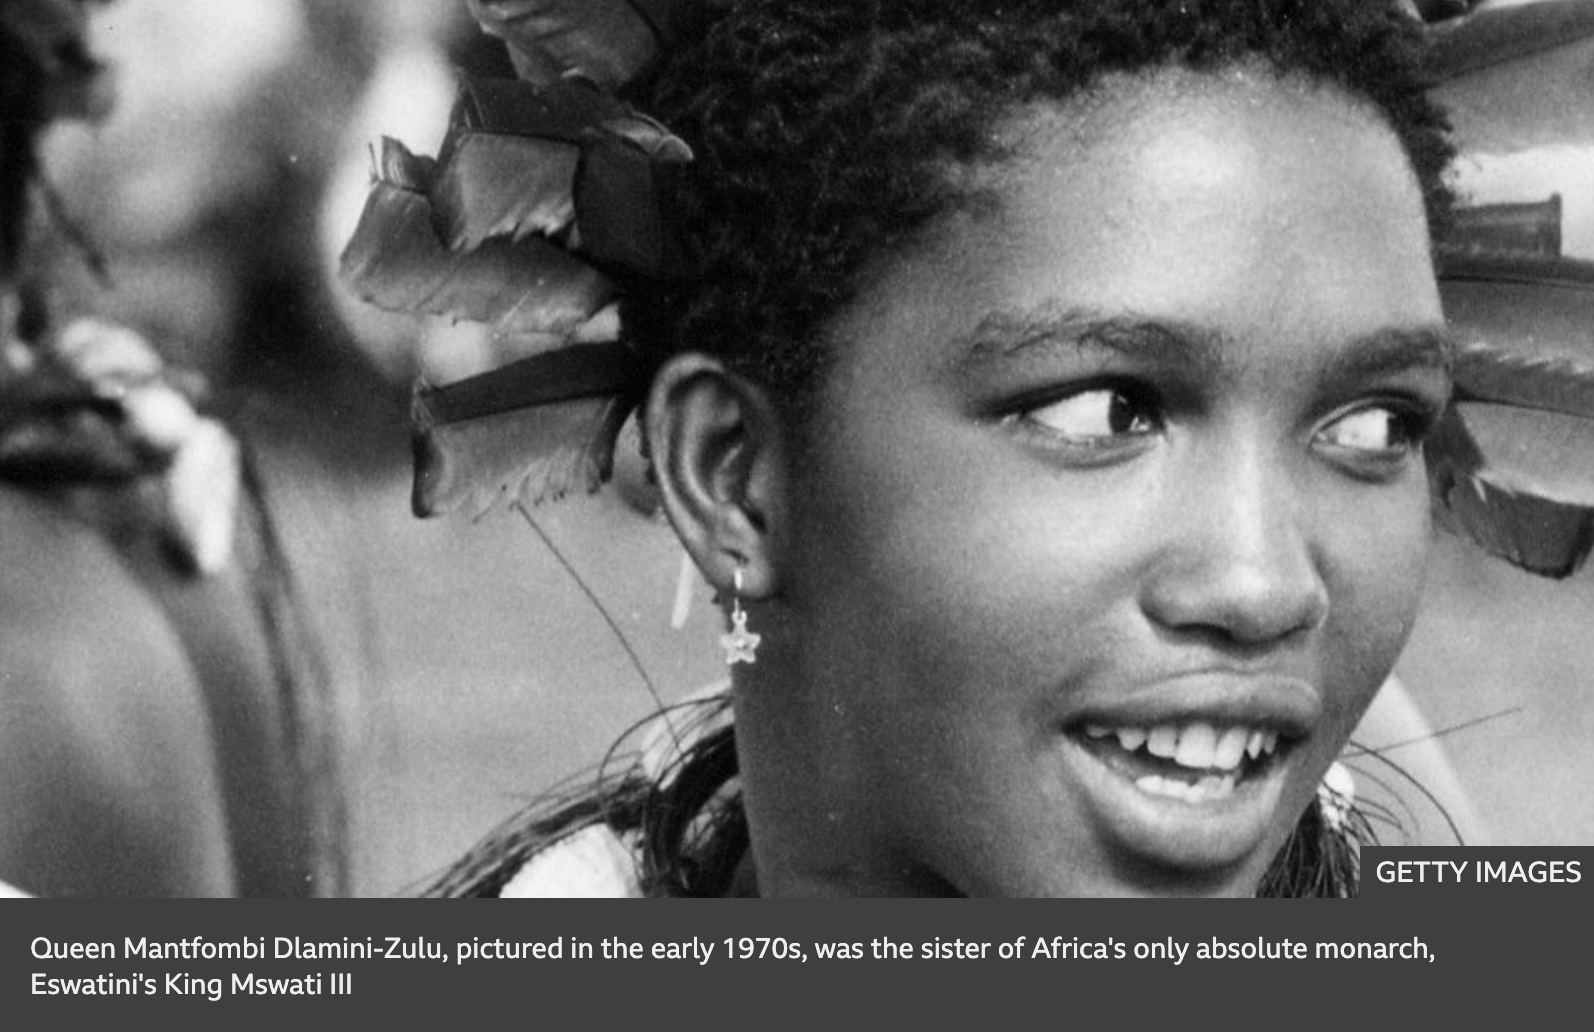 GETTY IMAGES
Queen Mantfombi Dlamini-Zulu, pictured in the early 1970s, was the sister of Africa's only absolute monarch,
Eswatini's King Mswati III